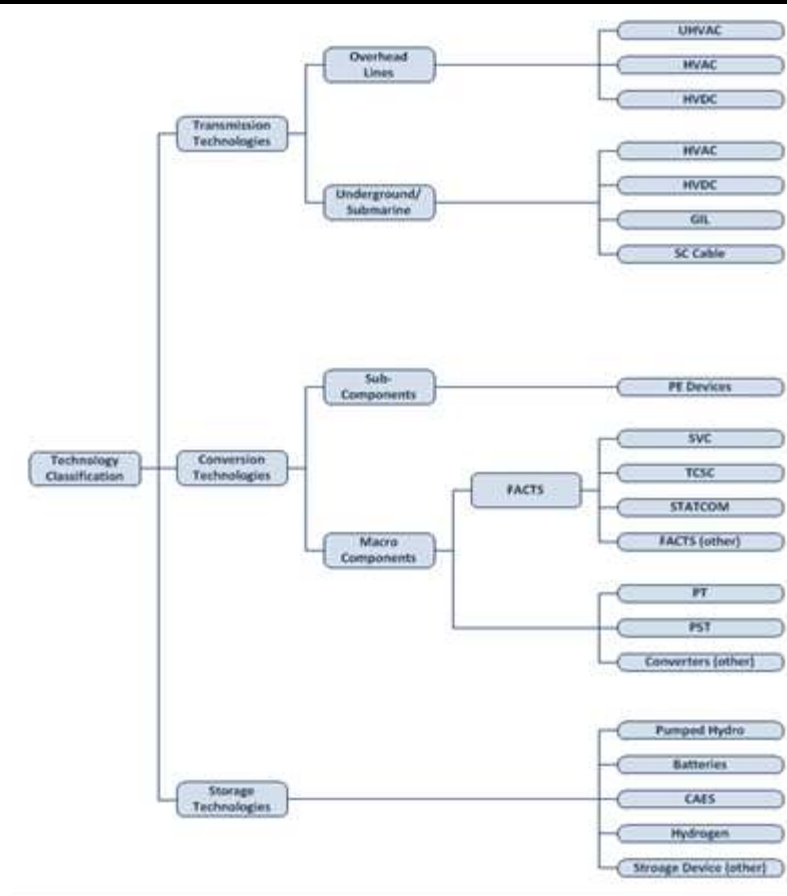 UHVAC
Overhead
Lines
HVAC
HVDC
Transmission
Technologies
HVAC
Underground/
Submarine
HVDC
GIL
SC Cable
Sub-
Components
PE Devices
SVC
Technology
Classification
Conversion
Technologies
FACTS
TCSC
STATCOM
Macro
Components
FACTS (other)
PT
PST
Converters (other)
Pumped Hydro
Batteries
Storage
Technologies
CAES
Hydrogen
Stroage Device (other)